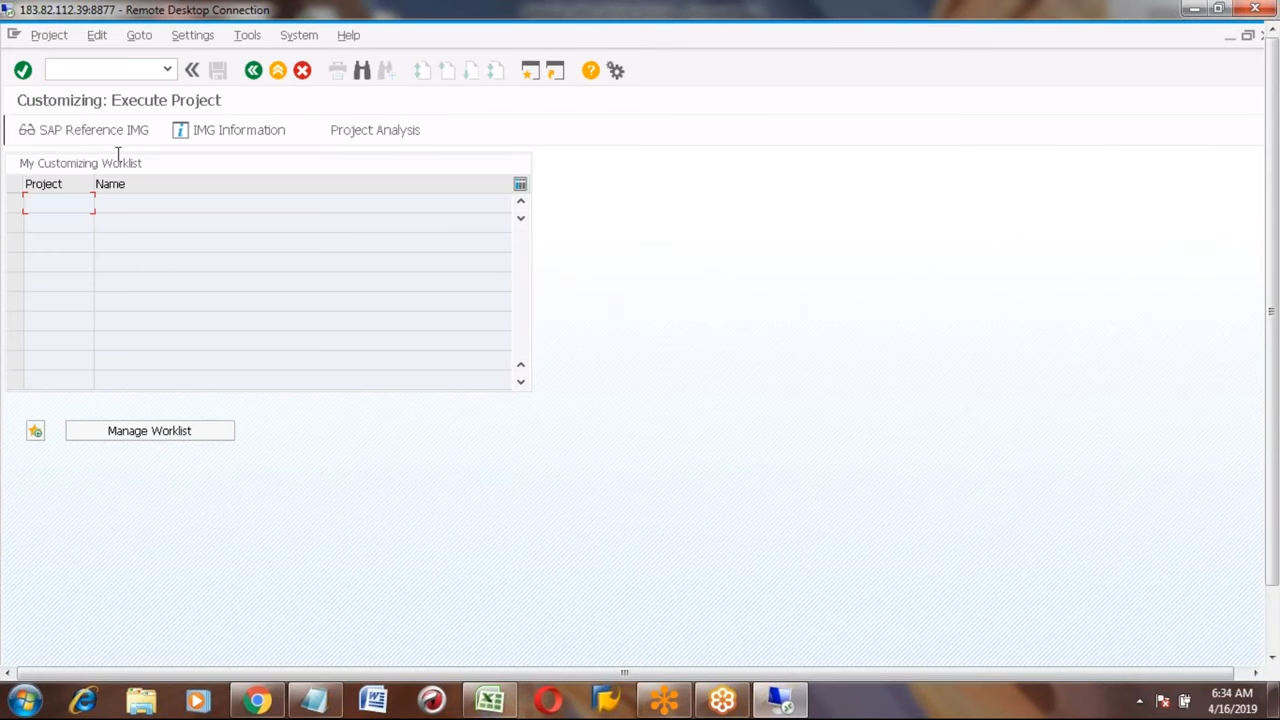 183.82.112.39:8877 - Remote Desktop Connection
Project Edit Goto Settings Tools System Help
Customizing: Execute Project
SAP Reference IMG IMG Information Project Analysis
My Customizing Worklist
Project Name
Manage Worklist
6:34 AM
4/16/2019